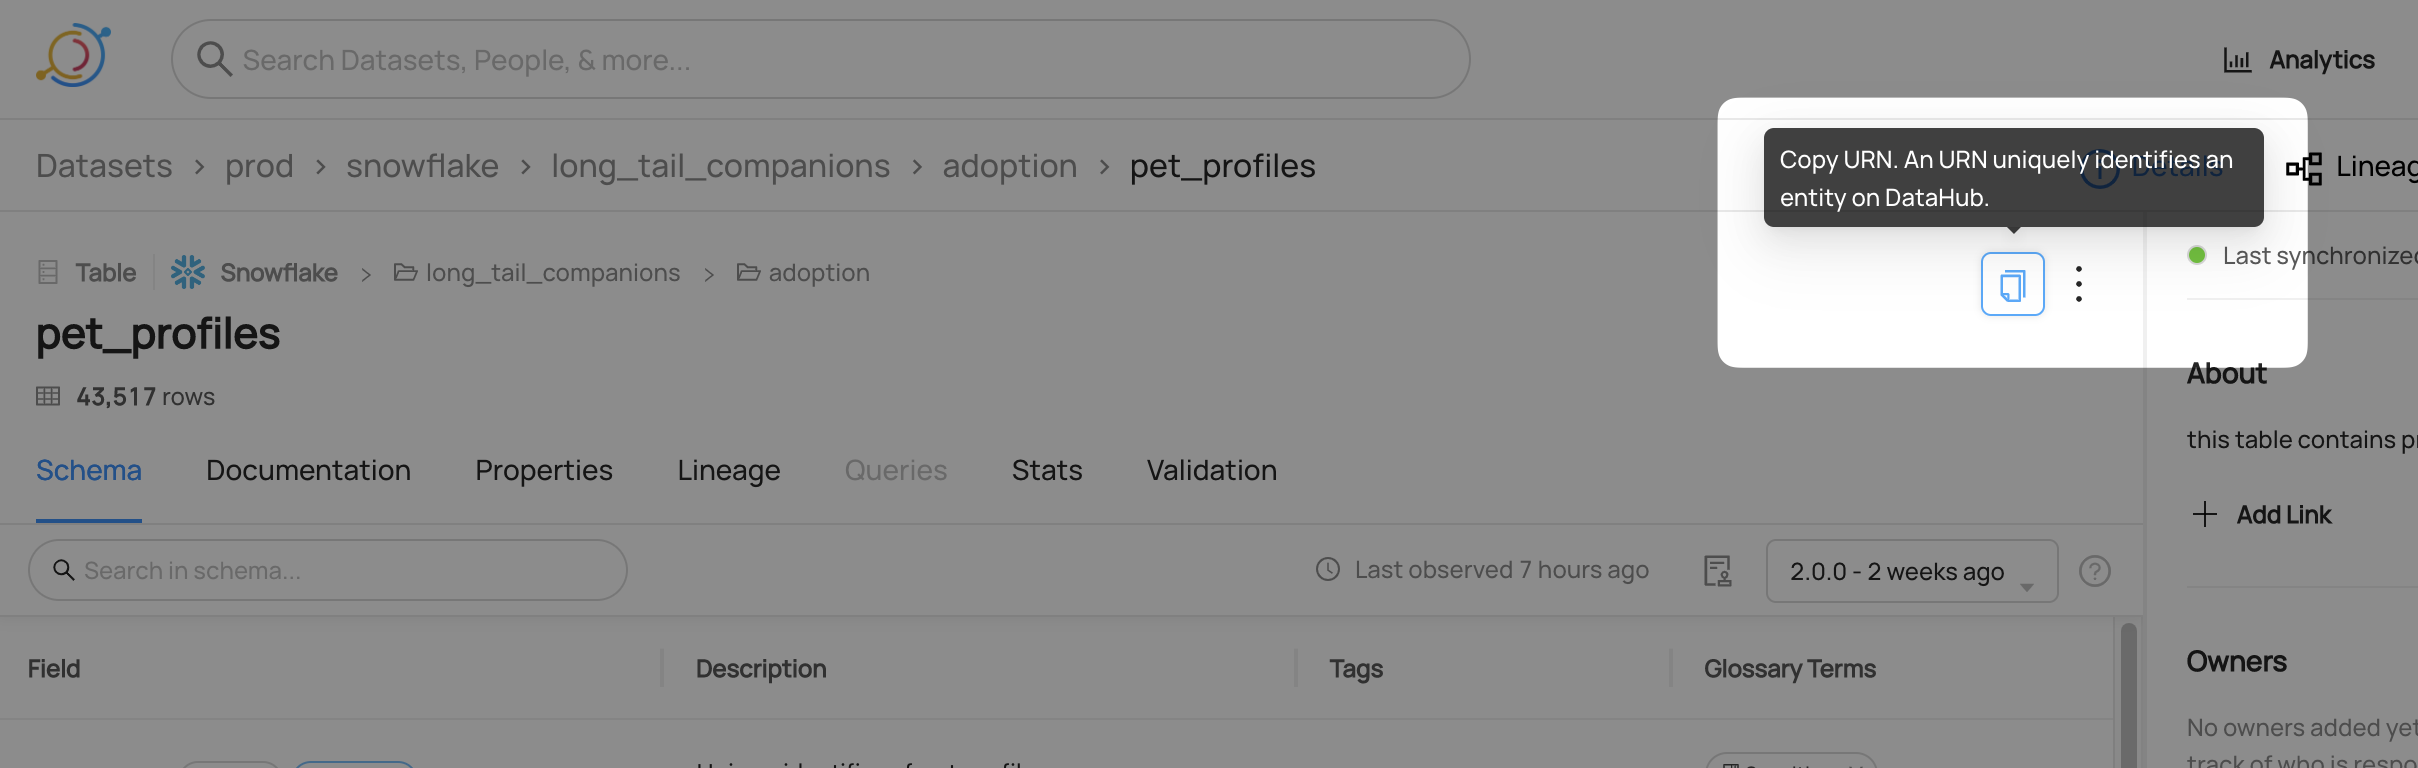 Search Datasets, People, & more...
Analytics
Datasets > prod > snowflake > long_tail_companions > adoption > pet_profiles
Copy URN. An URN uniquely identifies an
entity on DataHub.
Details
Lineag
Table
Snowflake > long_tail_companions > adoption
Last synchronized
pet_profiles
43,517 rows
About
this table contains pr
Add Link
Schema Documentation Properties Lineage Queries Stats Validation
Search in schema...
Last observed 7 hours ago
2.0.0 - 2 weeks ago
?
Field Description Tags Glossary Terms
Owners
No owners added yet
track of who is respo